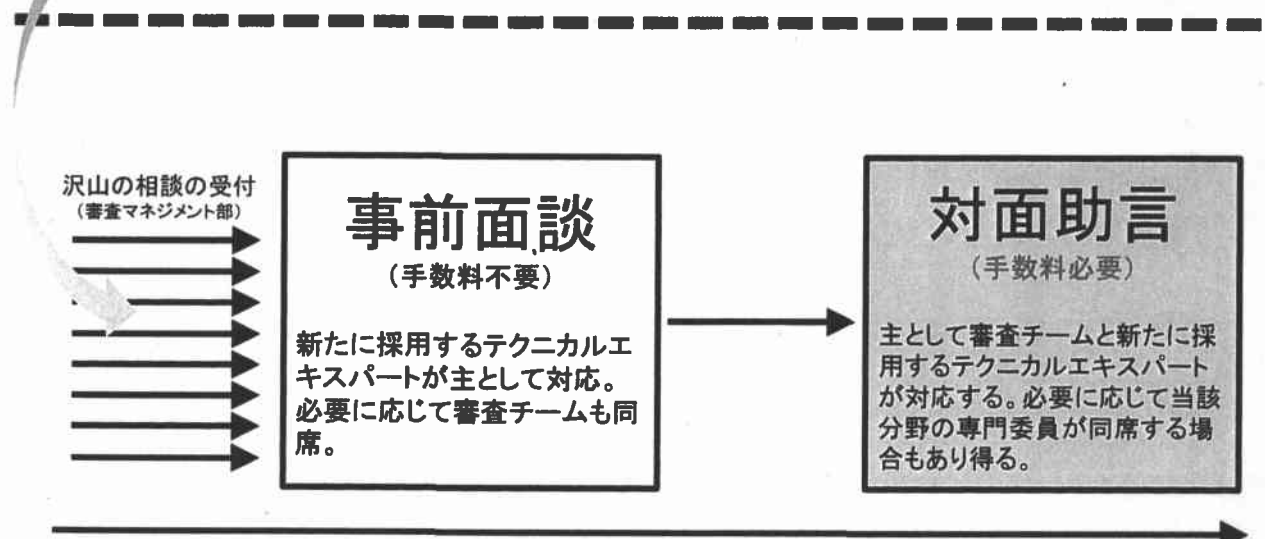 沢山の相談の受付
(審査マネジメント部)
事前面談
(手数料不要)
新たに採用するテクニカルエ
キスパートが主として対応。
必要に応じて審査チームも同
席。
対面助言
(手数料必要)
主として審査チームと新たに採
用するテクニカルエキスパート
が対応する。必要に応じて当該
分野の専門委員が同席する場
合もあり得る。